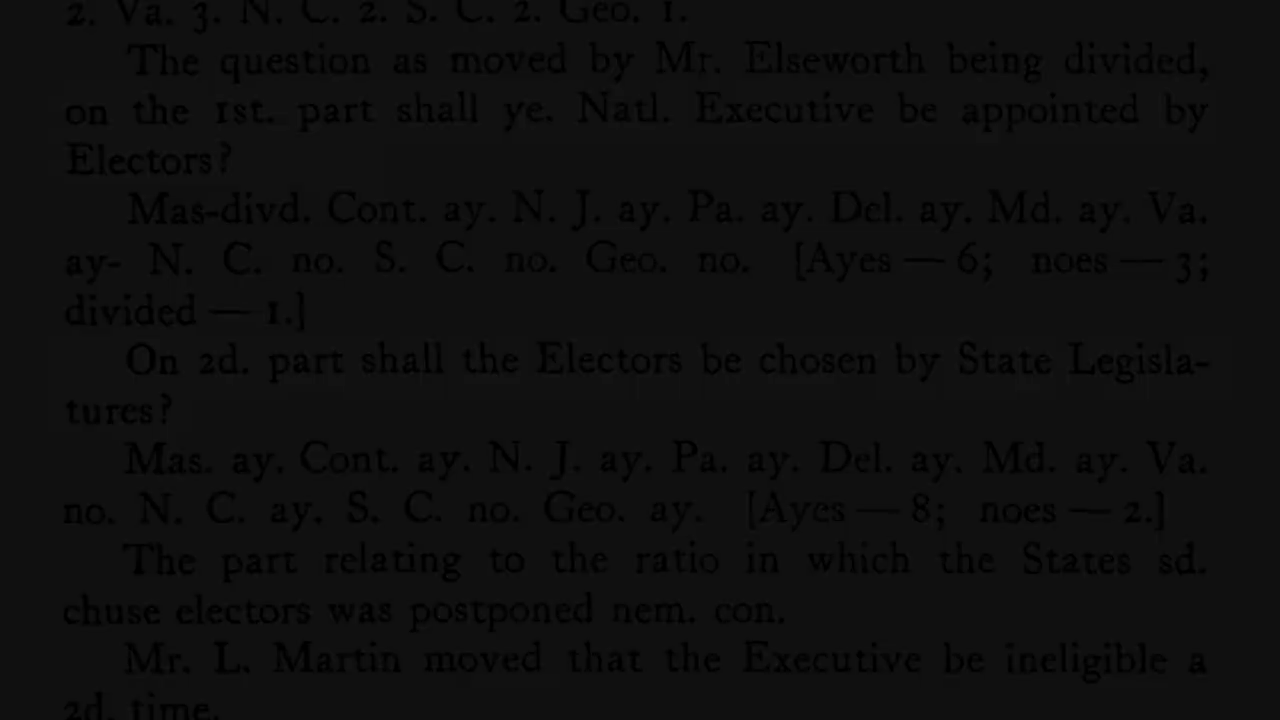 2. Va. 3. N. C. 2. S. C. 2. Geo. 1.
The question as moved by Mr. Elseworth being divided,
on the 1st. part shall ye. Natl. Executive be appointed by
Electors?
Mas-divd. Cont. ay. N. J. ay. Pa. ay. Del. ay. Md. ay. Va.
ay- N. C. no. S. C. no. Geo. no. [Ayes — 6; noes — 3;
divided — 1.]
On 2d. part shall the Electors be chosen by State Legisla-
tures?
Mas. ay. Cont. ay. N. J. ay. Pa. ay. Del. ay. Md. ay. Va.
no. N. C. ay. S. C. no. Geo. ay. [Ayes — 8; noes — 2.]
The part relating to the ratio in which the States sd.
chuse electors was postponed nem. con.
Mr. L. Martin moved that the Executive be ineligible a
2d. time.